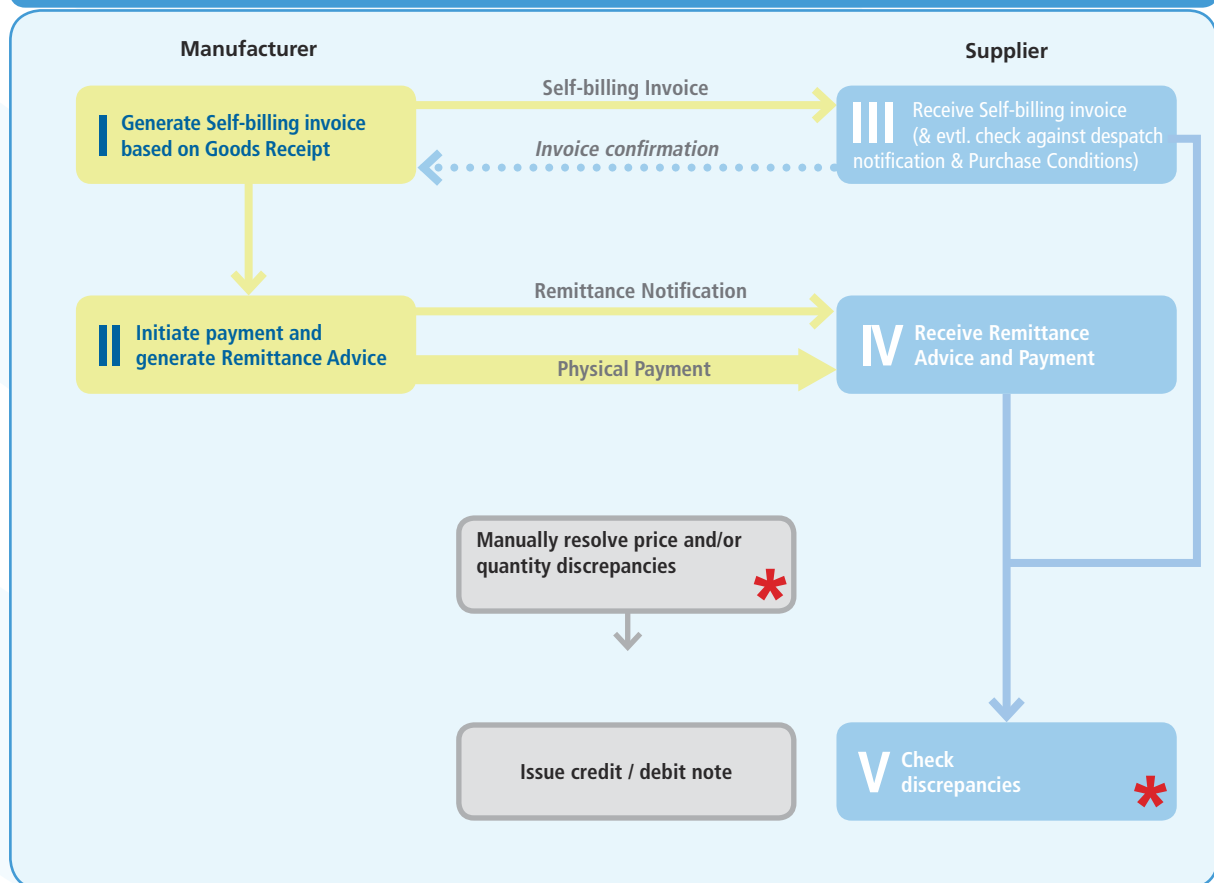 Manufacturer
Supplier
Self-billing Invoice
I Generate Self-billing invoice
based on Goods Receipt
III Receive Self-billing invoice
(& evtl. check against despatch
notification & Purchase Conditions)
Invoice confirmation
Remittance Notification
II Initiate payment and
generate Remittance Advice
IV Receive Remittance
Advice and Payment
Physical Payment
Manually resolve price and/or
quantity discrepancies
*
Issue credit / debit note
V Check
discrepancies
*